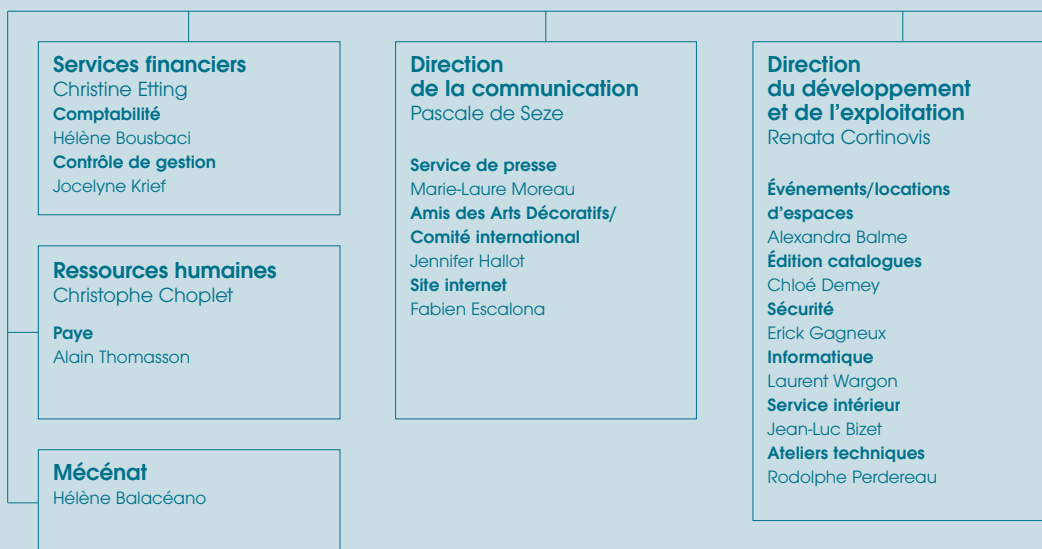 Services financiers
Christine Etting
Comptabilité
Hélène Bousbaci
Contrôle de gestion
Jocelyne Krief
Ressources humaines
Christophe Choplet
Paye
Alain Thomasson
Mécénat
Hélène Balacéano
Direction
de la communication
Pascale de Seze
Service de presse
Marie-Laure Moreau
Amis des Arts Décoratifs/
Comité international
Jennifer Hallot
Site internet
Fabien Escalona
Direction
du développement
et de l'exploitation
Renata Cortinovis
Événements/locations
d'espaces
Alexandra Balme
Édition catalogues
Chloé Demey
Sécurité
Erick Gagneux
Informatique
Laurent Wargon
Service intérieur
Jean-Luc Bizet
Ateliers techniques
Rodolphe Perdereau